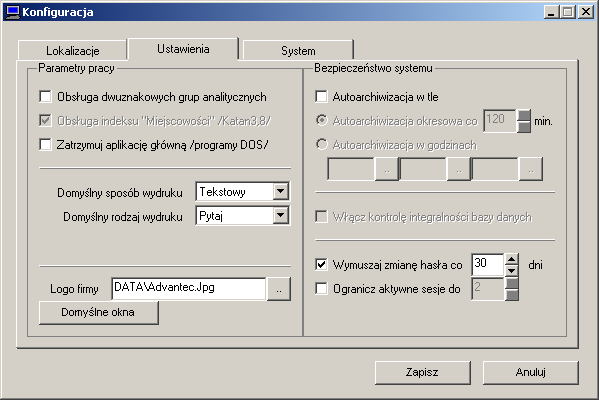 Konfiguracja
Lokalizacje
Ustawienia
System
Parametry pracy
Obsługa dwuznakowych grup analitycznych
Obsługa indeksu "Miejscowości" /Katan3,8/
Zatrzymuj aplikację główną /programy DOS/
Domyślny sposób wydruku Tekstowy
Domyślny rodzaj wydruku Pytaj
Logo firmy DATA\Advantec.Jpg ..
Domyślne okna
Bezpieczeństwo systemu
Autoarchiwizacja w tle
Autoarchiwizacja okresowa co 120 min.
Autoarchiwizacja w godzinach
.. .. ..
Włącz kontrolę integralności bazy danych
Wymuszaj zmianę hasła co 30 dni
Ogranicz aktywne sesje do 2
Zapisz
Anuluj